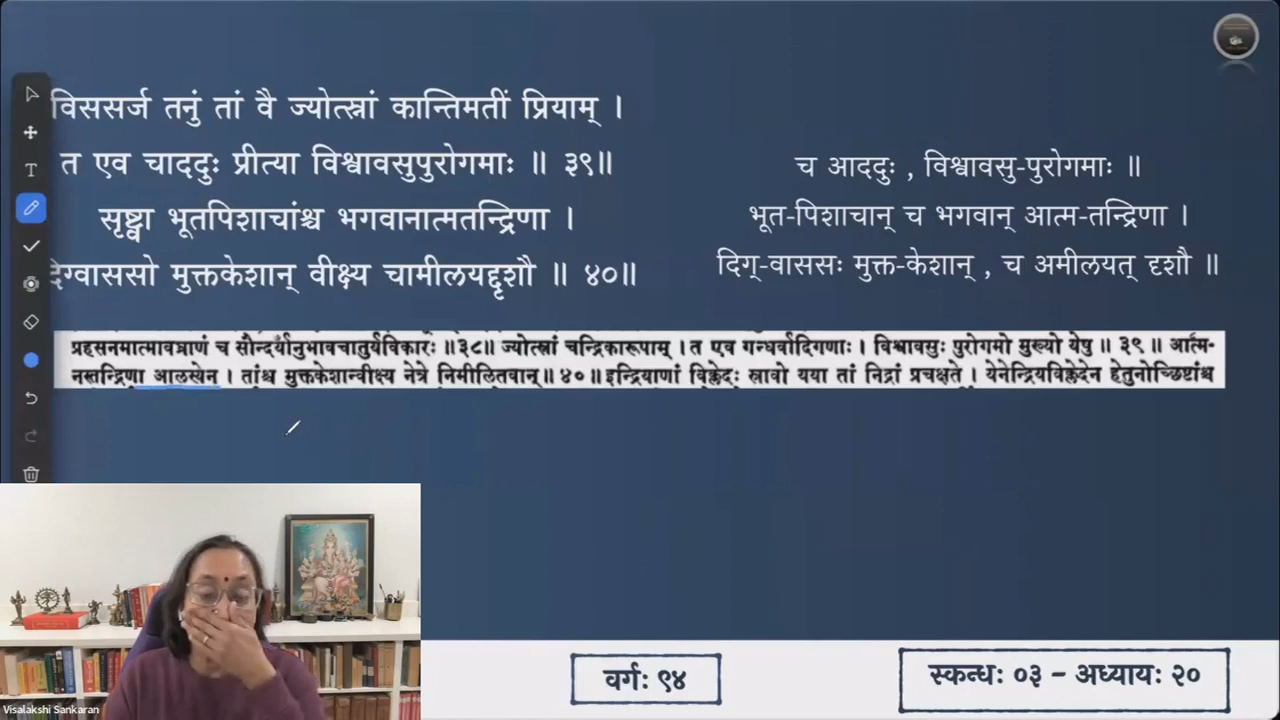 विससर्ज तनुं तां वै ज्योत्स्नां कान्तिमतीं प्रियाम् ।
त एव चाददुः प्रीत्या विश्वावसुपुरोगमाः ॥ ३९॥
सृष्ट्वा भूतपिशाचांश्च भगवानात्मतन्द्रिणा ।
दिग्वाससो मुक्तकेशान् वीक्ष्य चामीलयद्दृशौ ॥ ४०॥
च आददुः , विश्वावसु-पुरोगमाः ॥
भूत-पिशाचान् च भगवान् आत्म-तन्द्रिणा ।
दिग्-वाससः मुक्त-केशान् , च अमीलयत् दृशौ ॥
प्रहसनमात्मावघ्राणं च सौन्दर्यानुभावचातुर्यविकारः ॥३८॥ ज्योत्स्नां चन्द्रिकारूपाम् । त एव गन्धर्वादिगणाः । विश्वावसुः पुरोगमो मुख्यो येषु ॥ ३९ ॥ आत्म-
नस्तन्द्रिणा आलस्येन । तांश्च मुक्तकेशान्वीक्ष्य नेत्रे निमीलितवान् ॥ ४० ॥ इन्द्रियाणां विक्लेदः स्रावो यया तां निद्रां प्रचक्षते । येनेन्द्रियविक्लेदेन हेतुनोच्छिष्टांश्च
Visalakshi Sankaran
वर्गः ९४
स्कन्धः ०३ – अध्यायः २०